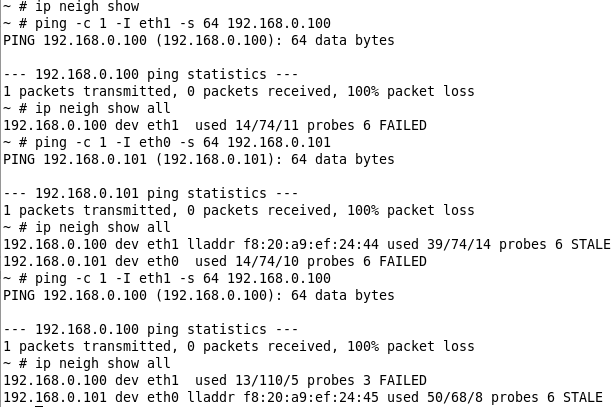 ~ # ip neigh show
~ # ping -c 1 -I eth1 -s 64 192.168.0.100
PING 192.168.0.100 (192.168.0.100): 64 data bytes
--- 192.168.0.100 ping statistics ---
1 packets transmitted, 0 packets received, 100% packet loss
~ # ip neigh show all
192.168.0.100 dev eth1  used 14/74/11 probes 6 FAILED
~ # ping -c 1 -I eth0 -s 64 192.168.0.101
PING 192.168.0.101 (192.168.0.101): 64 data bytes
--- 192.168.0.101 ping statistics ---
1 packets transmitted, 0 packets received, 100% packet loss
~ # ip neigh show all
192.168.0.100 dev eth1 lladdr f8:20:a9:ef:24:44 used 39/74/14 probes 6 STALE
192.168.0.101 dev eth0  used 14/74/10 probes 6 FAILED
~ # ping -c 1 -I eth1 -s 64 192.168.0.100
PING 192.168.0.100 (192.168.0.100): 64 data bytes
--- 192.168.0.100 ping statistics ---
1 packets transmitted, 0 packets received, 100% packet loss
~ # ip neigh show all
192.168.0.100 dev eth1  used 13/110/5 probes 3 FAILED
192.168.0.101 dev eth0 lladdr f8:20:a9:ef:24:45 used 50/68/8 probes 6 STALE